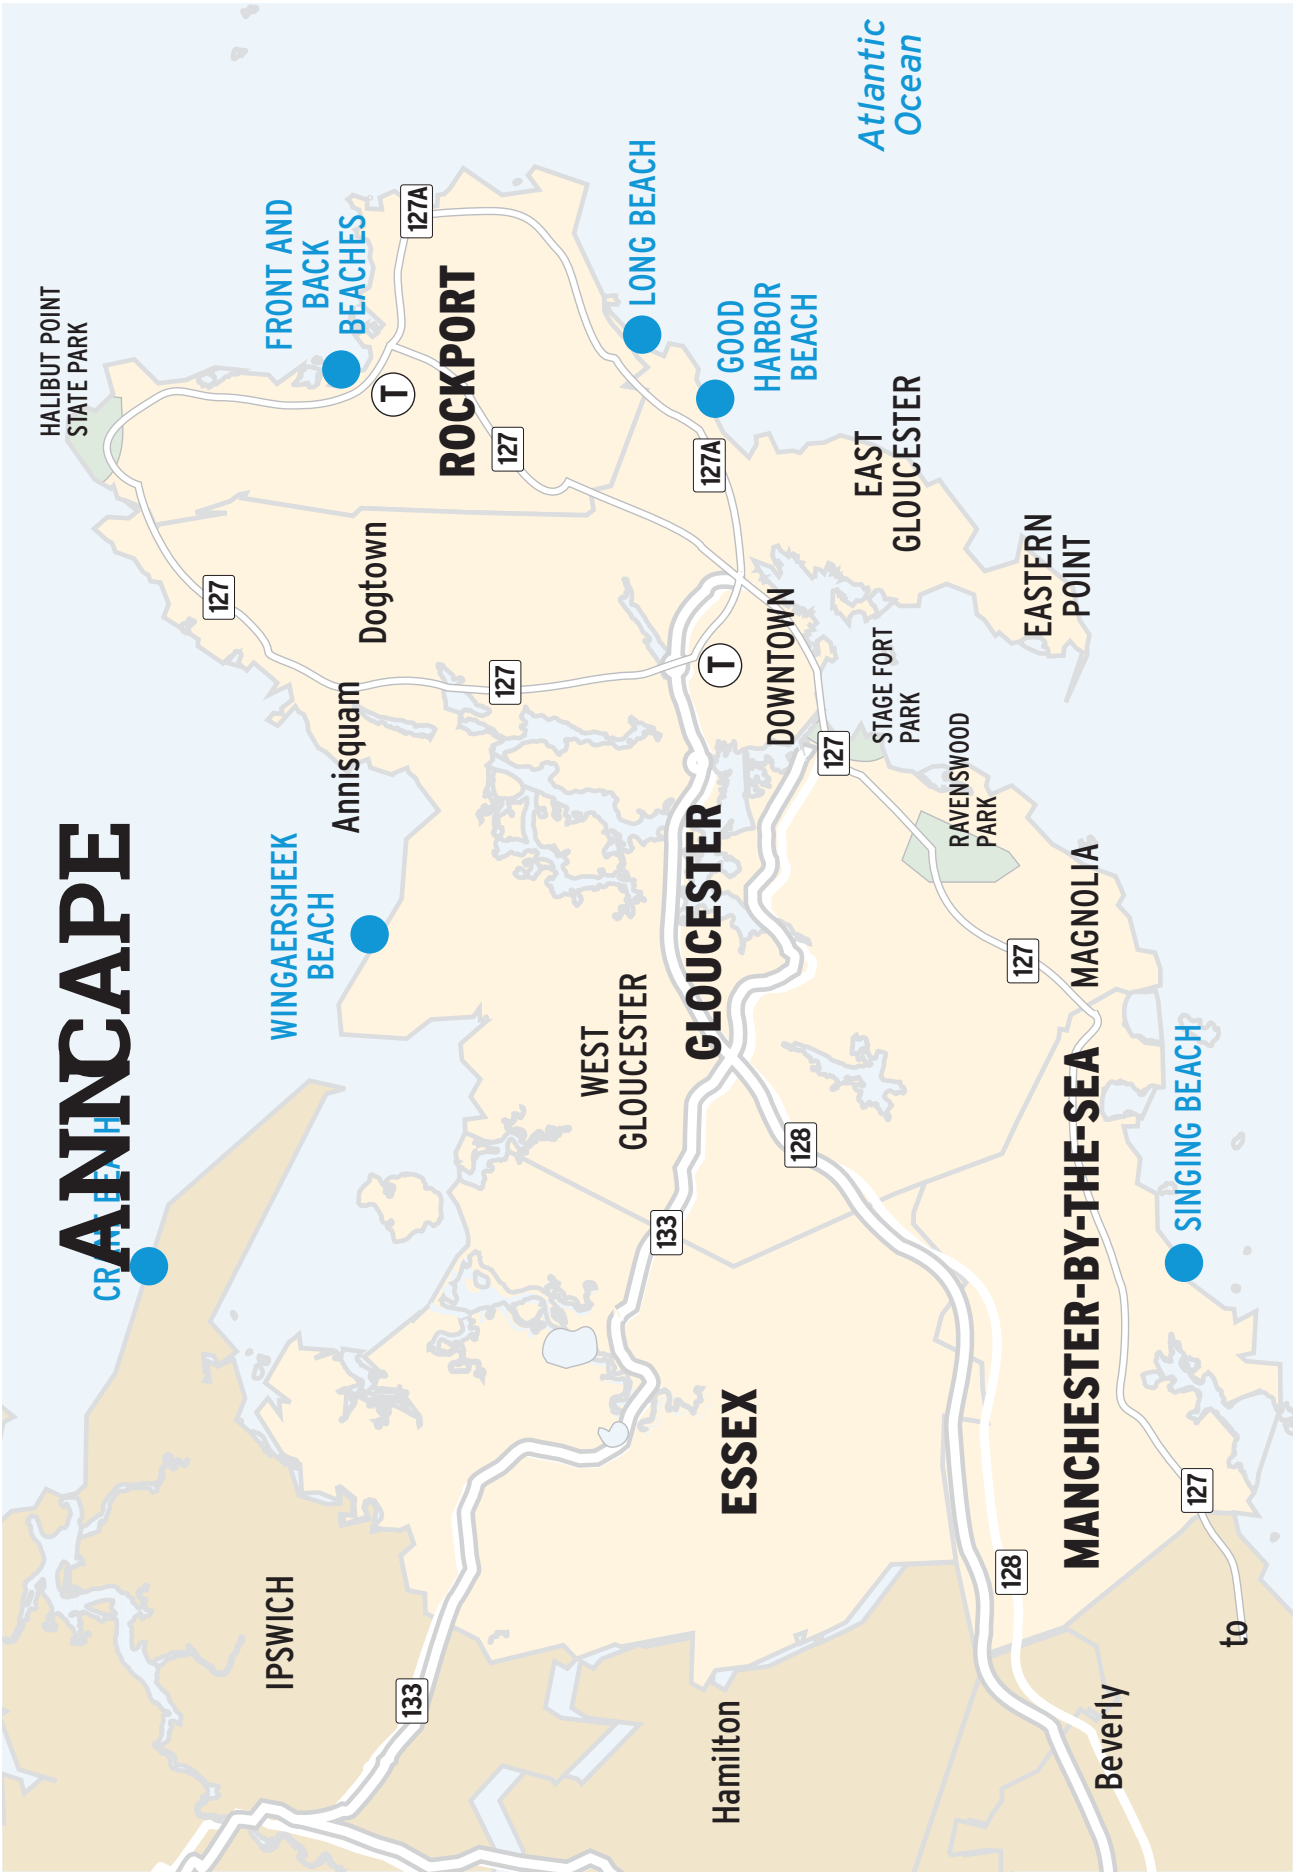 HALIBUT POINT
STATE PARK
ANNCAPE
CRANE BEACH
127
IPSWICH
WINGAERSHEEK
BEACH
FRONT AND
BACK
BEACHES
Annisquam
Dogtown
T
133
127A
ROCKPORT
127
127
WEST
GLOUCESTER
LONG BEACH
133
GLOUCESTER
127A
T
GOOD
HARBOR
BEACH
Hamilton
ESSEX
DOWNTOWN
128
127
EAST
GLOUCESTER
Atlantic
Ocean
STAGE FORT
PARK
RAVENSWOOD
PARK
128
127
EASTERN
POINT
MANCHESTER-BY-THE-SEA
MAGNOLIA
Beverly
127
SINGING BEACH
to